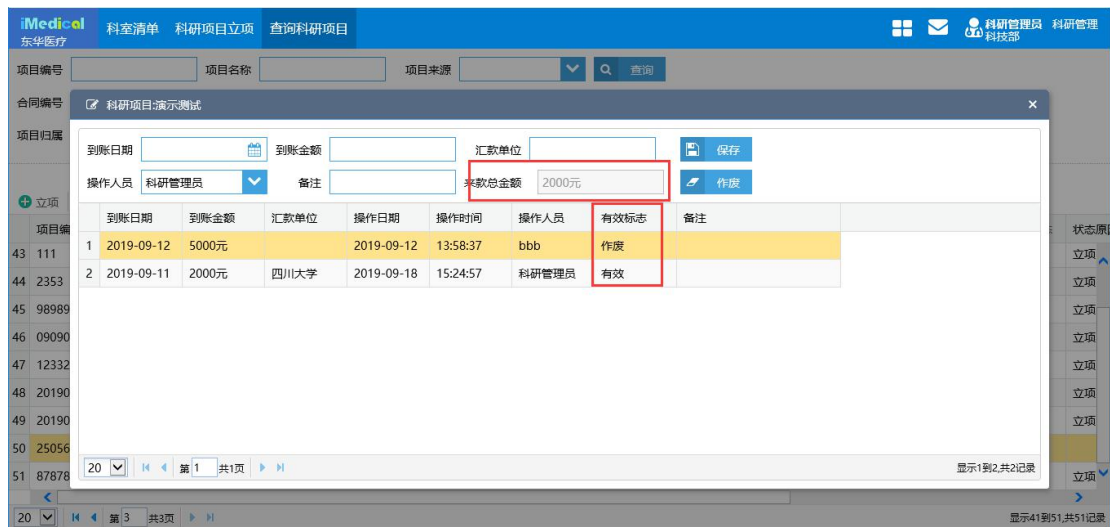 iMedical
东华医疗
科室清单 科研项目立项 查询科研项目
科研管理员 科研管理
科技部
项目编号 项目名称 项目来源 查询
合同编号
项目归属
立项
科研项目:演示测试 ×
到账日期 到账金额 汇款单位 保存
操作人员 科研管理员 备注 来款总金额 2000元 作废
到账日期 到账金额 汇款单位 操作日期 操作时间 操作人员 有效标志 备注
1 2019-09-12 5000元 2019-09-12 13:58:37 bbb 作废
2 2019-09-11 2000元 四川大学 2019-09-18 15:24:57 科研管理员 有效
20 第 1 共1页 显示1到2,共2记录
项目编 状态原
43 111 立项
44 2353 立项
45 98989 立项
46 09090 立项
47 12332 立项
48 20190 立项
49 20190 立项
50 25056
51 87878 立项
20 第 3 共3页 显示41到51,共51记录